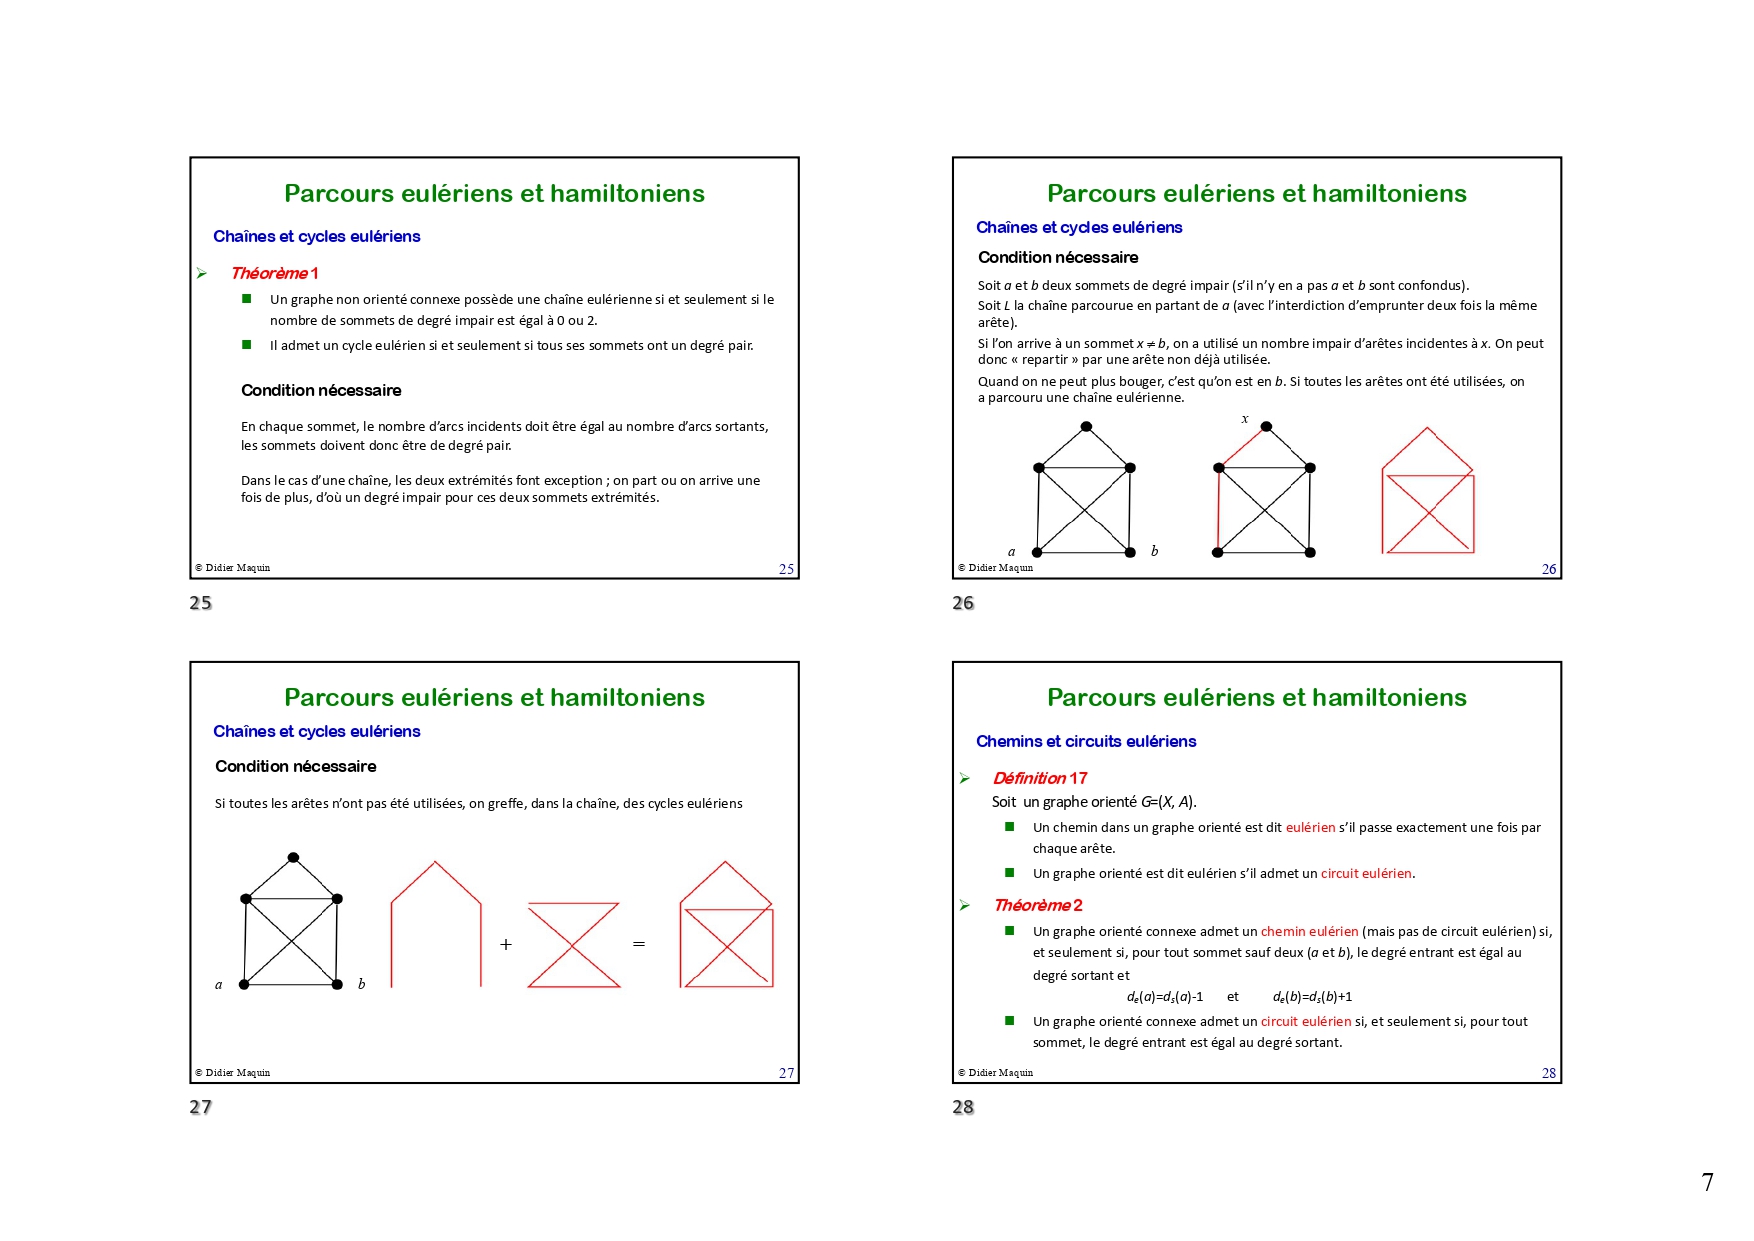 Parcours eulériens et hamiltoniens
Chaînes et cycles eulériens
Théorème 1
Un graphe non orienté connexe possède une chaîne eulérienne si et seulement si le
nombre de sommets de degré impair est égal à 0 ou 2.
Il admet un cycle eulérien si et seulement si tous ses sommets ont un degré pair.
Condition nécessaire
En chaque sommet, le nombre d'arcs incidents doit être égal au nombre d'arcs sortants,
les sommets doivent donc être de degré pair.
Dans le cas d'une chaîne, les deux extrémités font exception ; on part ou on arrive une
fois de plus, d'où un degré impair pour ces deux sommets extrémités.
© Didier Maquin
25
25
Parcours eulériens et hamiltoniens
Chaînes et cycles eulériens
Condition nécessaire
Soit a et b deux sommets de degré impair (s'il n'y en a pas a et b sont confondus).
Soit L la chaîne parcourue en partant de a (avec l'interdiction d'emprunter deux fois la même
arête).
Si l'on arrive à un sommet x ≠ b, on a utilisé un nombre impair d'arêtes incidentes à x. On peut
donc « repartir » par une arête non déjà utilisée.
Quand on ne peut plus bouger, c'est qu'on est en b. Si toutes les arêtes ont été utilisées, on
a parcouru une chaîne eulérienne.
x
a
b
© Didier Maquin
26
26
Parcours eulériens et hamiltoniens
Chaînes et cycles eulériens
Condition nécessaire
Si toutes les arêtes n'ont pas été utilisées, on greffe, dans la chaîne, des cycles eulériens
+
=
a
b
© Didier Maquin
27
27
Parcours eulériens et hamiltoniens
Chemins et circuits eulériens
Définition 17
Soit un graphe orienté G=(X, A).
Un chemin dans un graphe orienté est dit eulérien s'il passe exactement une fois par
chaque arête.
Un graphe orienté est dit eulérien s'il admet un circuit eulérien.
Théorème 2
Un graphe orienté connexe admet un chemin eulérien (mais pas de circuit eulérien) si,
et seulement si, pour tout sommet sauf deux (a et b), le degré entrant est égal au
degré sortant et
dₑ(a)=dₛ(a)-1 et dₑ(b)=dₛ(b)+1
Un graphe orienté connexe admet un circuit eulérien si, et seulement si, pour tout
sommet, le degré entrant est égal au degré sortant.
© Didier Maquin
28
28
7